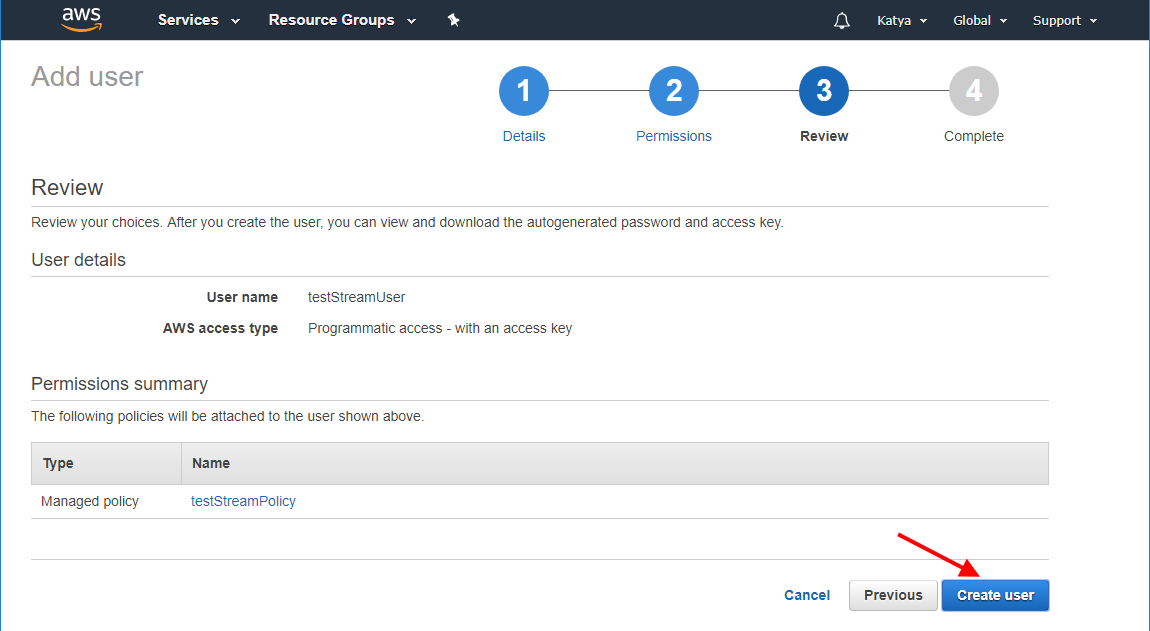 aws Services Resource Groups Katya Global Support
Add user
1 2 3 4
Details Permissions Review Complete
Review
Review your choices. After you create the user, you can view and download the autogenerated password and access key.
User details
User name testStreamUser
AWS access type Programmatic access - with an access key
Permissions summary
The following policies will be attached to the user shown above.
Type Name
Managed policy testStreamPolicy
Cancel Previous Create user